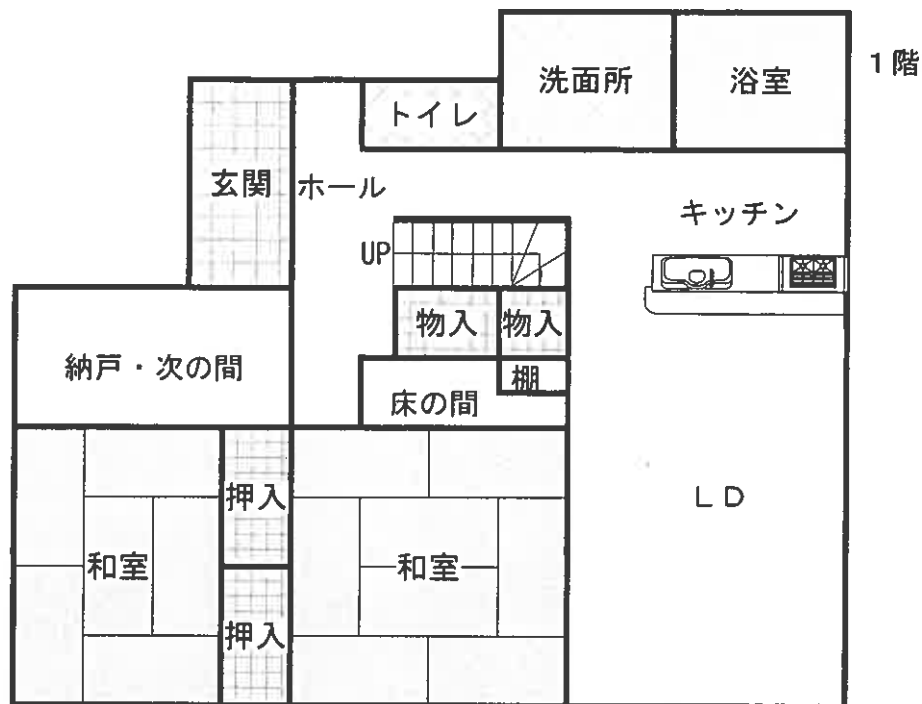 1階
洗面所
浴室
トイレ
玄関
ホール
キッチン
UP
物入
物入
納戸・次の間
棚
床の間
押入
LD
和室
和室
押入